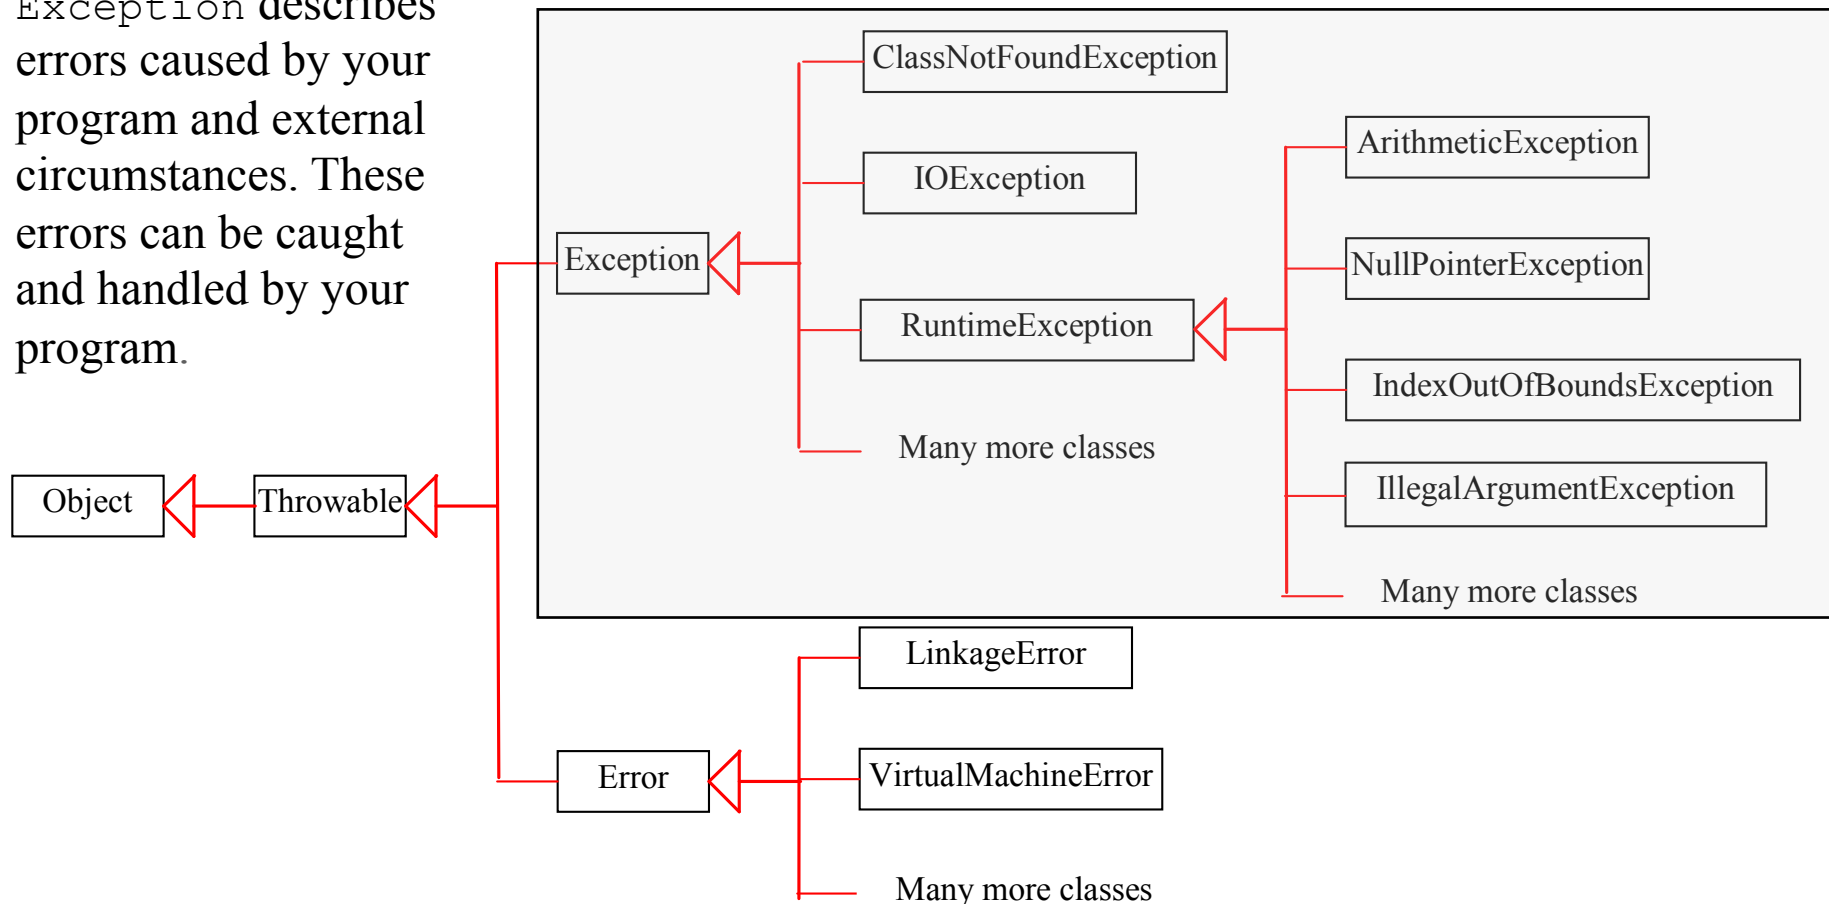 Exception describes
errors caused by your
program and external
circumstances. These
errors can be caught
and handled by your
program.
ClassNotFoundException
ArithmeticException
IOException
Exception
NullPointerException
RuntimeException
IndexOutOfBoundsException
Many more classes
IllegalArgumentException
Object
Throwable
Many more classes
LinkageError
Error
VirtualMachineError
Many more classes